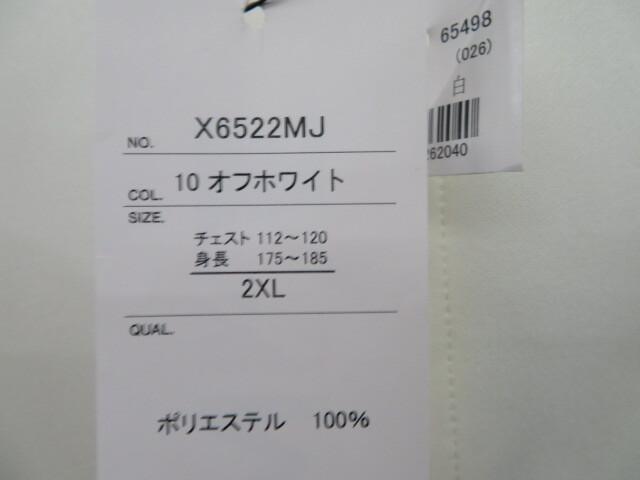 65498
(026)
白
262040
NO. X6522MJ
COL. 10 オフホワイト
SIZE.
チェスト 112～120
身長 175～185
2XL
QUAL.
ポリエステル 100%